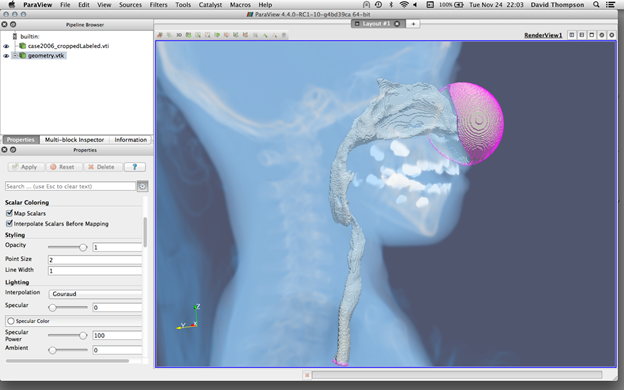 ParaView File Edit View Sources Filters Tools Catalyst Macros Help 100% Tue Nov 24 22:03 David Thompson
ParaView 4.4.0-RC1-10-g4bd39ca 64-bit
Pipeline Browser
Layout #1
+
builtin:
case2006_croppedLabeled.vti
geometry.vtk
3D
RenderView1
Properties Multi-block Inspector Information
Properties
Apply Reset Delete ?
Search ... (use Esc to clear text)
Scalar Coloring
Map Scalars
Interpolate Scalars Before Mapping
Styling
Opacity 1
Point Size 2
Line Width 1
Lighting
Interpolation Gouraud
Specular 0
Specular Color
Specular Power 100
Ambient 0
Z
Y
X